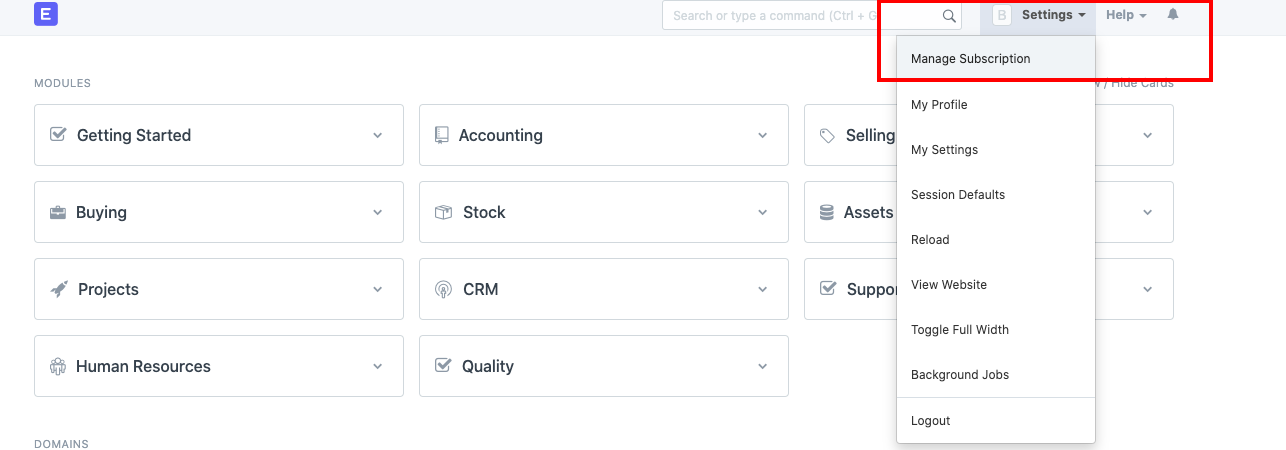 E
Search or type a command (Ctrl + G
B
Settings
Help
MODULES
/ Hide Cards
Getting Started
Accounting
Selling
Buying
Stock
Assets
Projects
CRM
Suppo
Human Resources
Quality
DOMAINS
Manage Subscription
My Profile
My Settings
Session Defaults
Reload
View Website
Toggle Full Width
Background Jobs
Logout